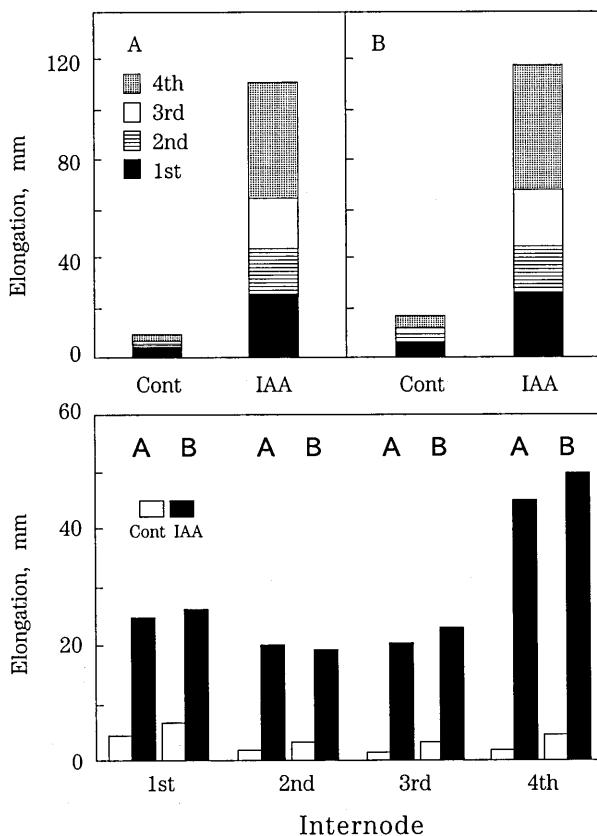 A
B
120
80
40
0
Elongation, mm
4th
3rd
2nd
1st
Cont
IAA
Cont
IAA
60
40
20
0
Elongation, mm
A B A B A B A B
Cont IAA
1st 2nd 3rd 4th
Internode